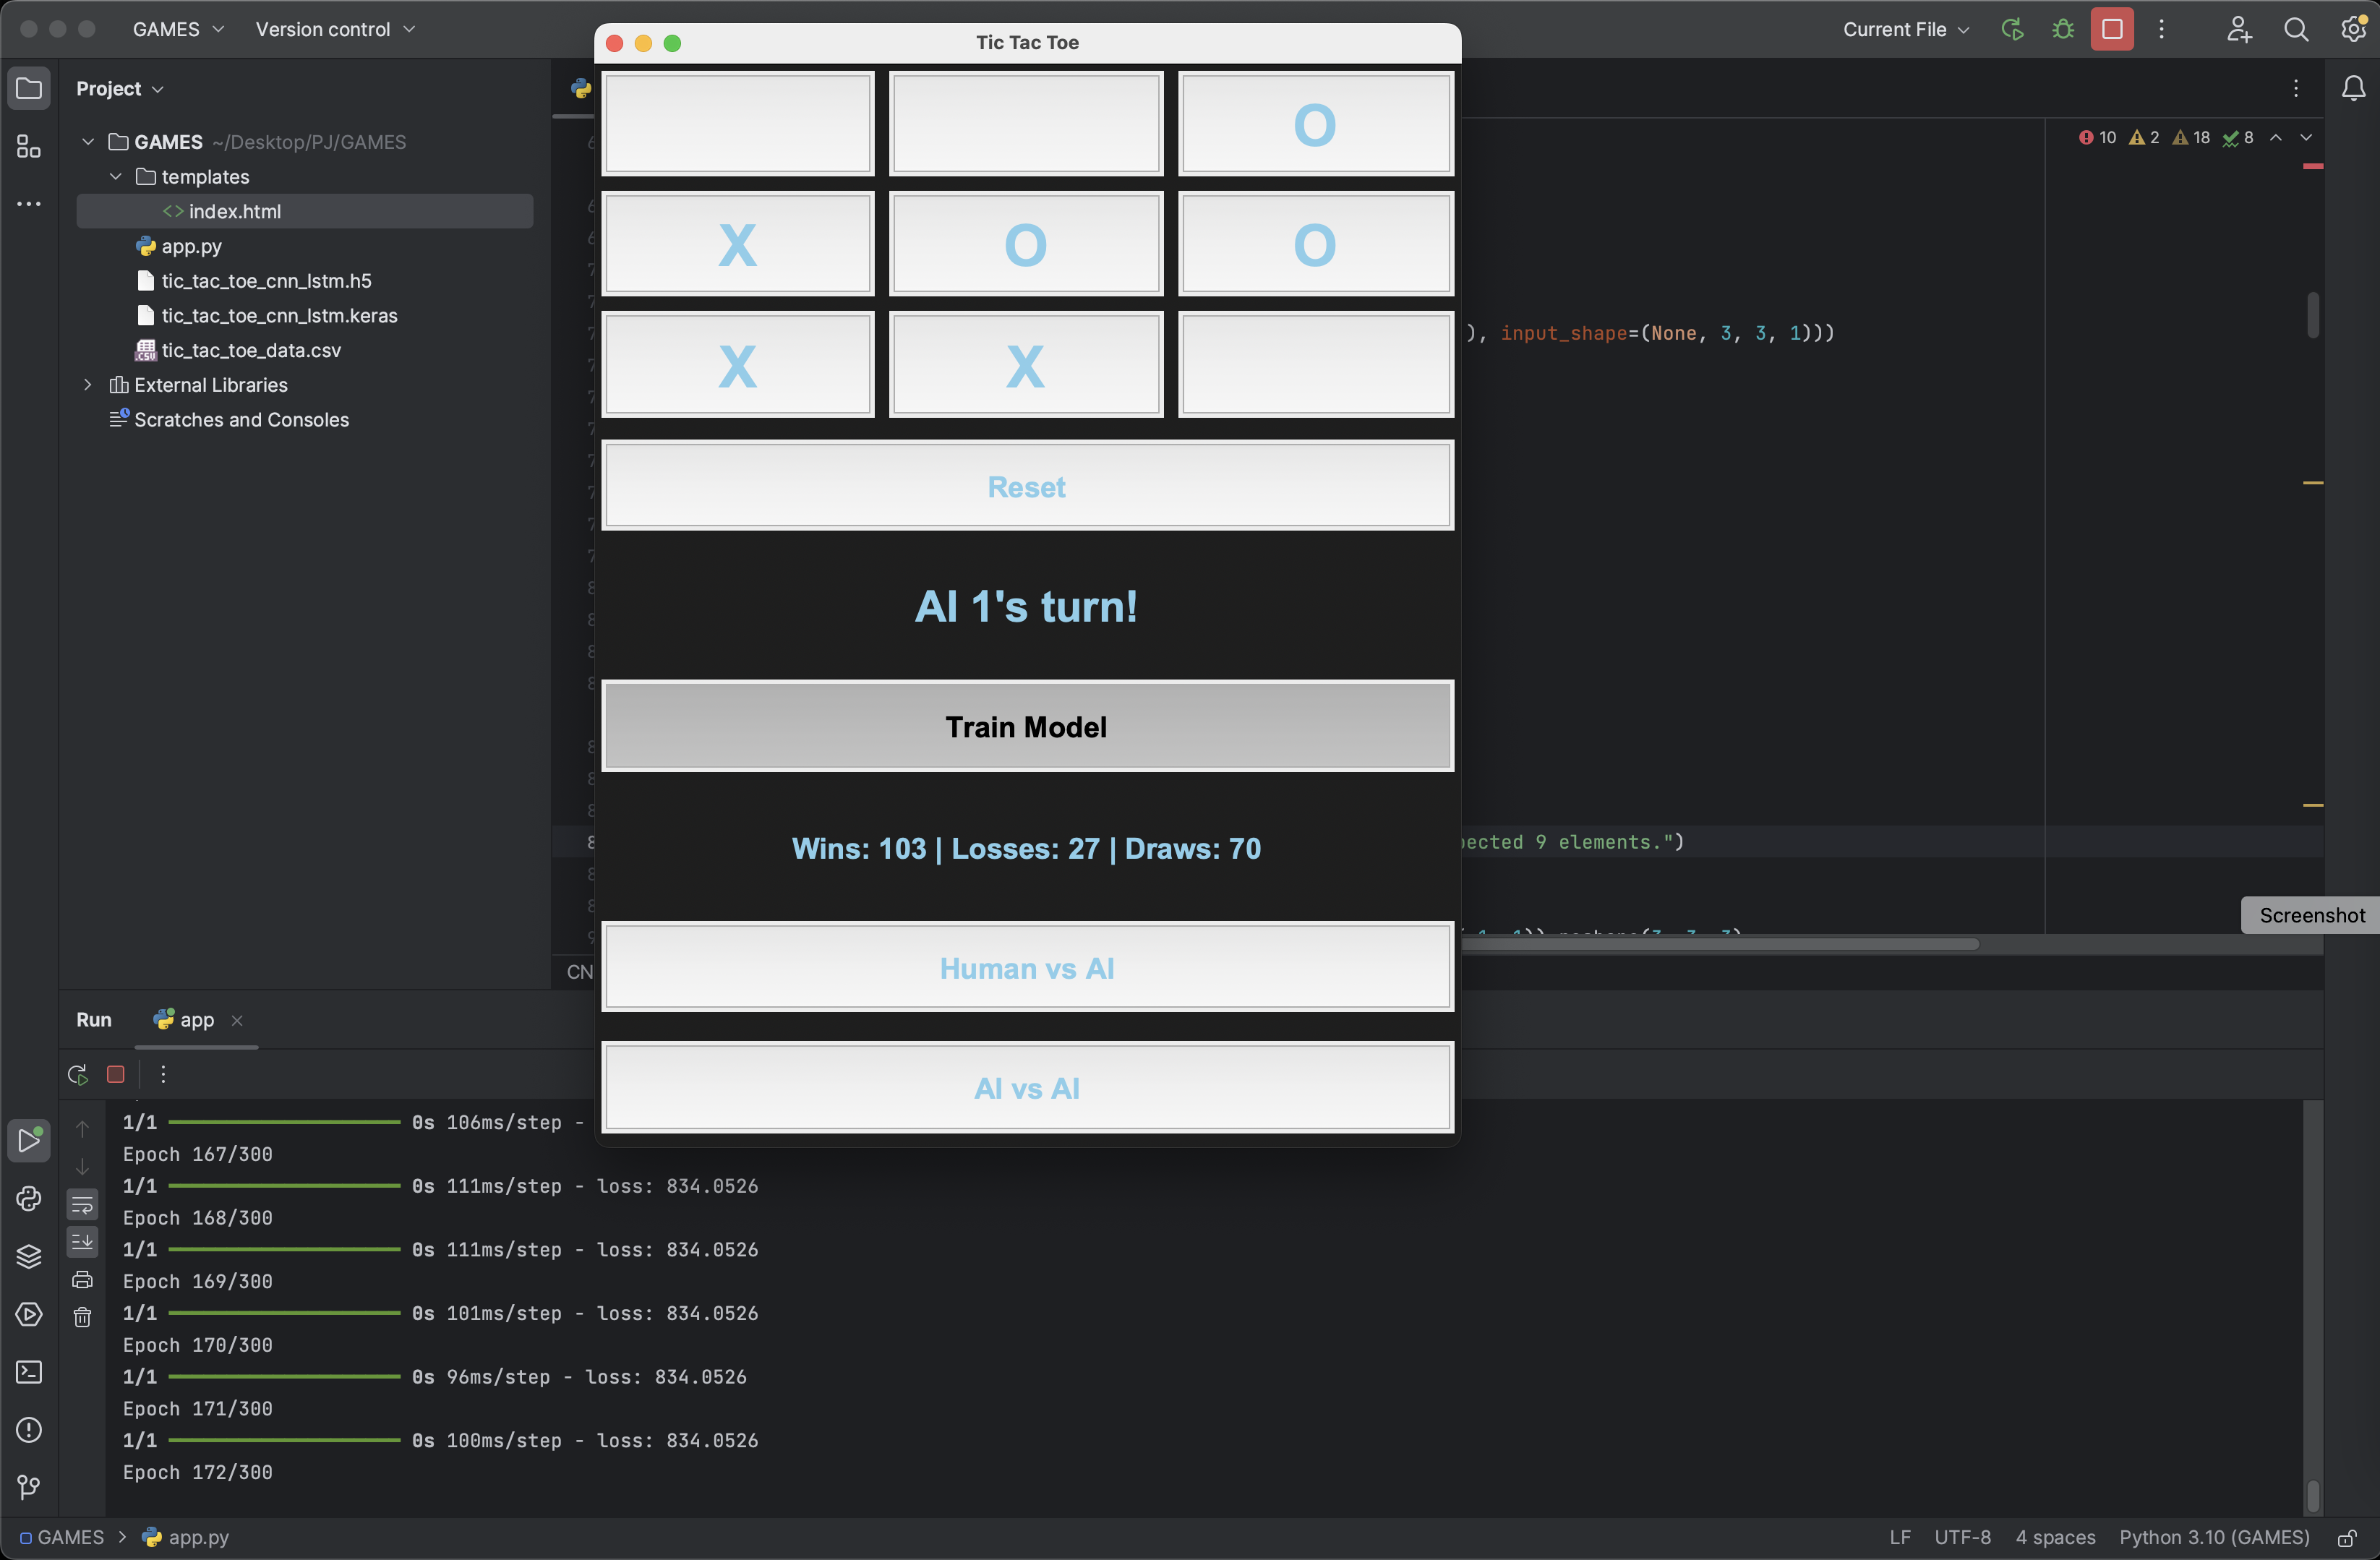 GAMES Version control Tic Tac Toe Current File
Project
10 2 18 8
GAMES ~/Desktop/PJ/GAMES
templates
index.html
app.py
tic_tac_toe_cnn_lstm.h5
tic_tac_toe_cnn_lstm.keras
tic_tac_toe_data.csv
External Libraries
Scratches and Consoles
O
X O O
X X
), input_shape=(None, 3, 3, 1)))
Reset
AI 1's turn!
Train Model
Wins: 103 | Losses: 27 | Draws: 70
9 elements.")
Screenshot
CN
Human vs AI
AI vs AI
Run app
1/1 0s 106ms/step -
Epoch 167/300
1/1 0s 111ms/step - loss: 834.0526
Epoch 168/300
1/1 0s 111ms/step - loss: 834.0526
Epoch 169/300
1/1 0s 101ms/step - loss: 834.0526
Epoch 170/300
1/1 0s 96ms/step - loss: 834.0526
Epoch 171/300
1/1 0s 100ms/step - loss: 834.0526
Epoch 172/300
GAMES > app.py LF UTF-8 4 spaces Python 3.10 (GAMES)